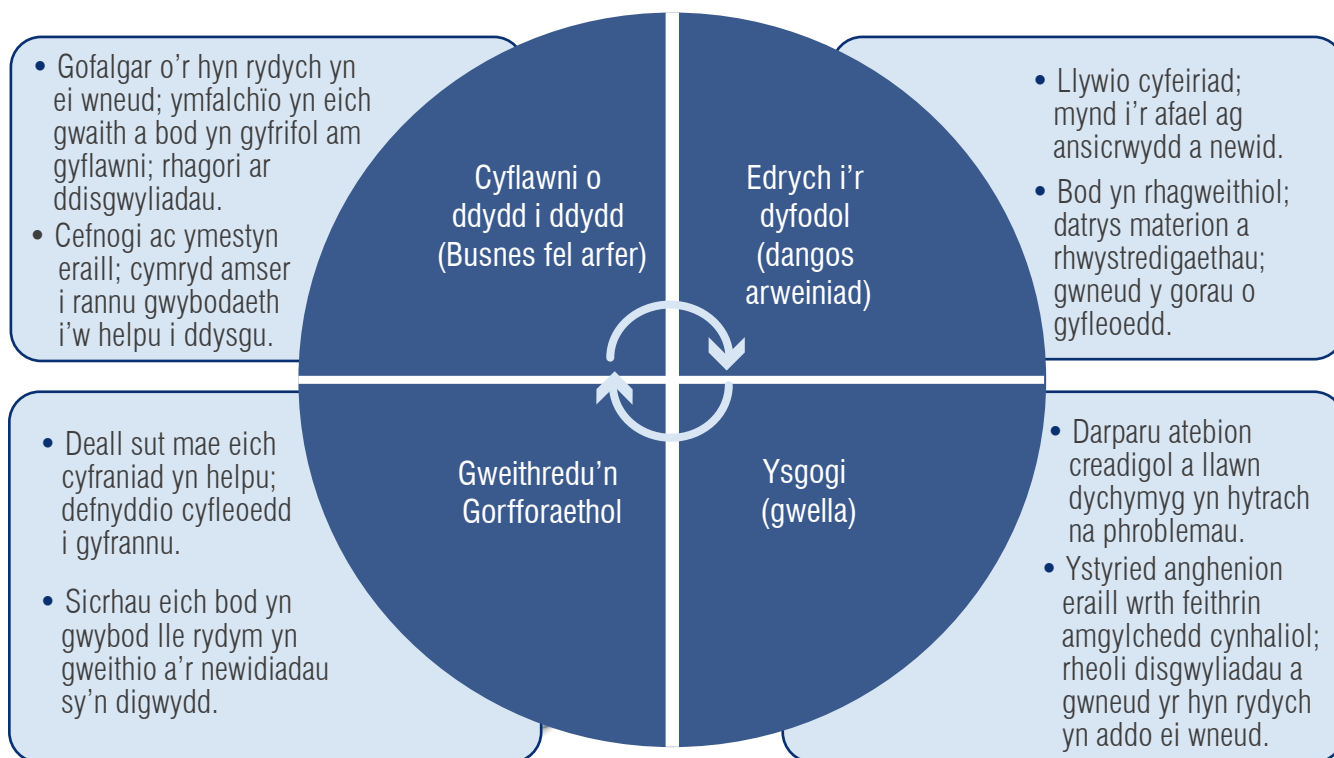 • Gofalgar o'r hyn rydych yn
ei wneud; ymfalchïo yn eich
gwaith a bod yn gyfrifol am
gyflawni; rhagori ar
ddisgwyliadau.
• Cefnogi ac ymestyn
eraill; cymryd amser
i rannu gwybodaeth
i'w helpu i ddysgu.
Cyflawni o
ddydd i ddydd
(Busnes fel arfer)
Edrych i'r
dyfodol
(dangos
arweiniad)
• Llywio cyfeiriad;
mynd i'r afael ag
ansicrwydd a newid.
• Bod yn rhagweithiol;
datrys materion a
rhwystredigaethau;
gwneud y gorau o
gyfleoedd.
• Deall sut mae eich
cyfraniad yn helpu;
defnyddio cyfleoedd
i gyfrannu.
• Sicrhau eich bod yn
gwybod lle rydym yn
gweithio a'r newidiadau
sy'n digwydd.
Gweithredu'n
Gorfforaethol
Ysgogi
(gwella)
• Darparu atebion
creadigol a llawn
dychymyg yn hytrach
na phroblemau.
• Ystyried anghenion
eraill wrth feithrin
amgylchedd cynhaliol;
rheoli disgwyliadau a
gwneud yr hyn rydych
yn addo ei wneud.